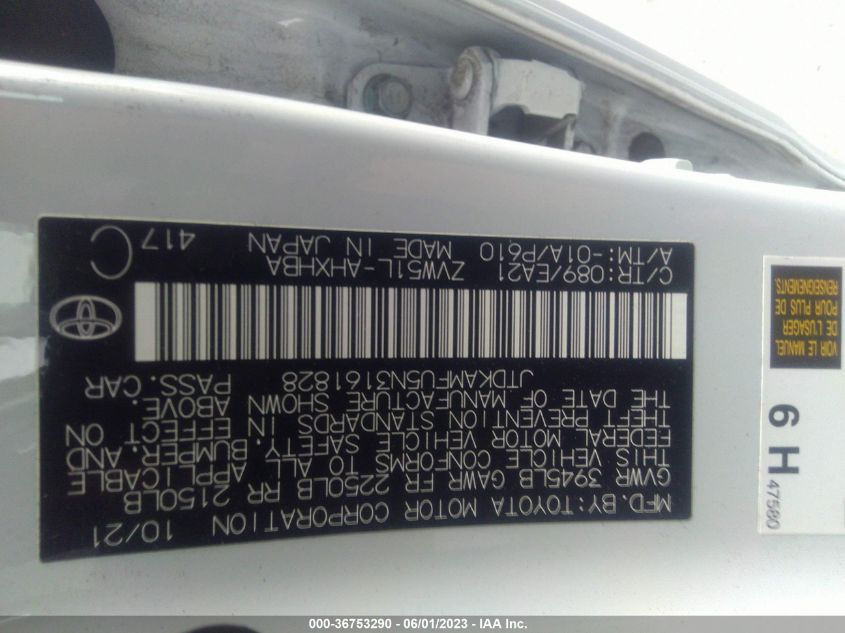 MFD.BY:TOYOTA MOTOR CORPORATION 10/21
GVWR 3945LB GAWR FR 2250LB RR 2150LB
THIS VEHICLE CONFORMS TO ALL APPLICABLE
FEDERAL MOTOR VEHICLE SAFETY, BUMPER, AND
THEFT PREVENTION STANDARDS IN EFFECT ON
THE DATE OF MANUFACTURE SHOWN ABOVE.
JTDKAMFU5N3161828 PASS.CAR
C/TR:089/EA21 ZVW51L-AHXHBA
A/TM:-01A/P610 MADE IN JAPAN 417C
VOIR LE MANUEL
DE L'USAGER
POUR PLUS DE
RENSEIGNEMENTS.
6 H
47580
000-36753290 - 06/01/2023 - IAA Inc.